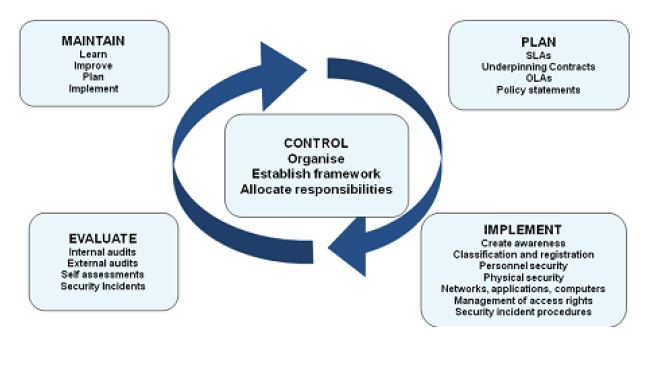 MAINTAIN
Learn
Improve
Plan
Implement
PLAN
SLAs
Underpinning Contracts
OLAs
Policy statements
CONTROL
Organise
Establish framework
Allocate responsibilities
EVALUATE
Internal audits
External audits
Self assessments
Security Incidents
IMPLEMENT
Create awareness
Classification and registration
Personnel security
Physical security
Networks, applications, computers
Management of access rights
Security incident procedures